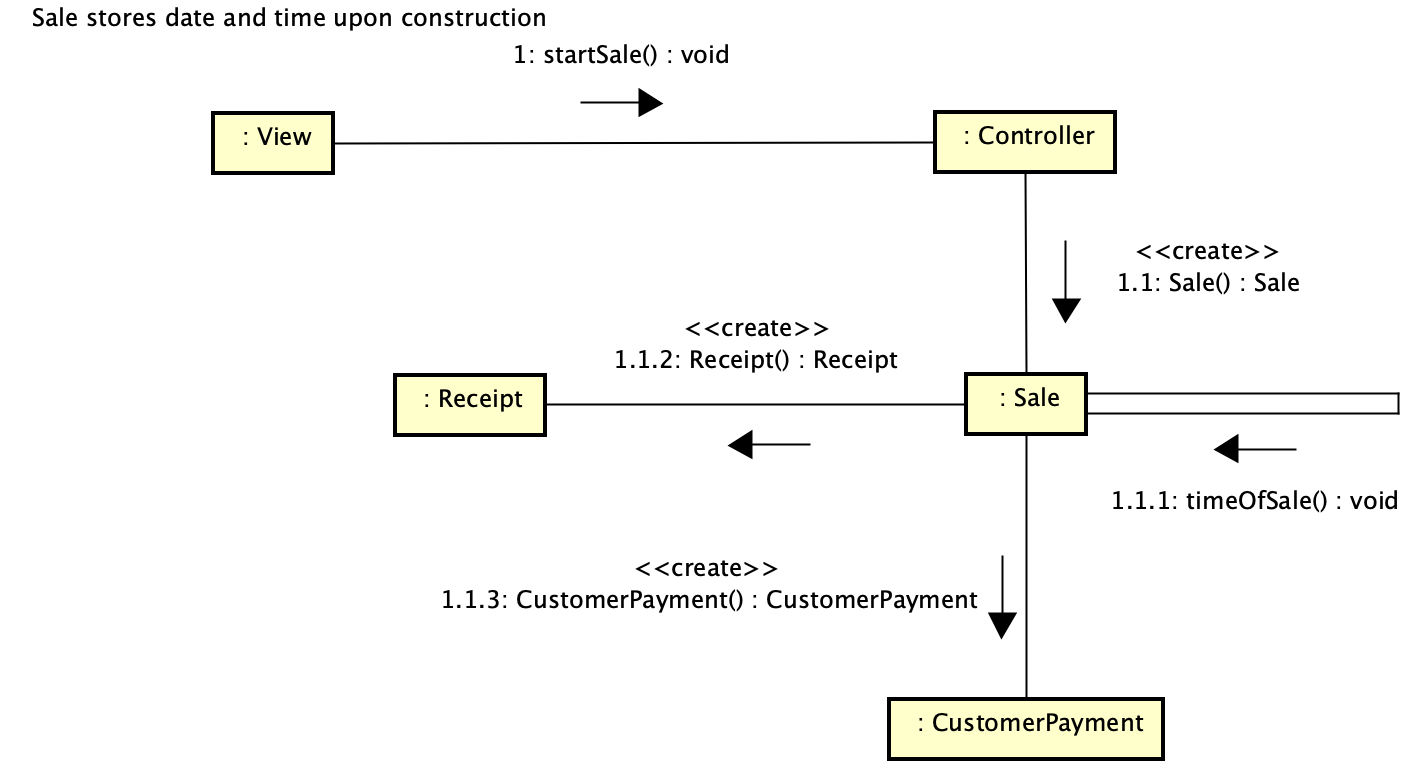 Sale stores date and time upon construction
1: startSale() : void
: View
: Controller
<<create>>
1.1: Sale() : Sale
<<create>>
1.1.2: Receipt() : Receipt
: Receipt
: Sale
1.1.1: timeOfSale() : void
<<create>>
1.1.3: CustomerPayment() : CustomerPayment
: CustomerPayment